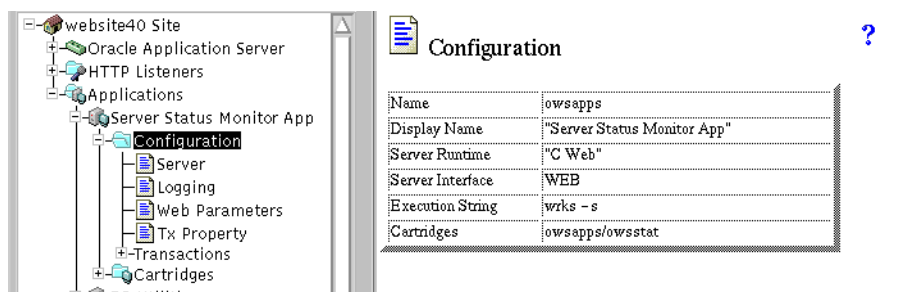 website40 Site
Oracle Application Server
HTTP Listeners
Applications
Server Status Monitor App
Configuration
Server
Logging
Web Parameters
Tx Property
Transactions
Cartridges
Configuration
?
Name owsapps
Display Name "Server Status Monitor App"
Server Runtime "C Web"
Server Interface WEB
Execution String wrks -s
Cartridges owsapps/owsstat